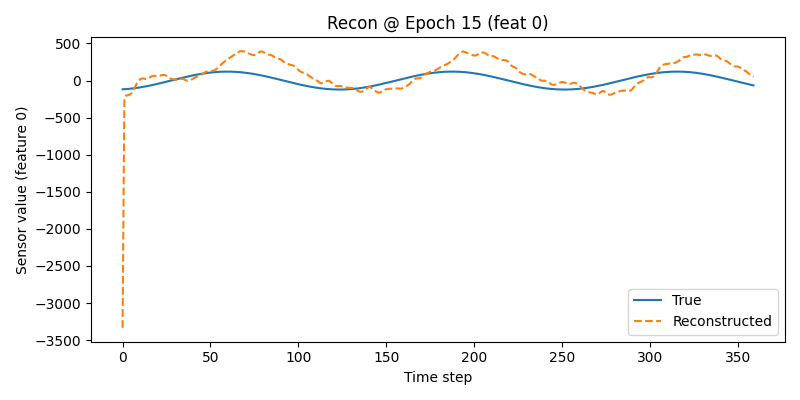 Recon @ Epoch 15 (feat 0)
500
0
−500
−1000
−1500
−2000
−2500
−3000
−3500
Sensor value (feature 0)
True
Reconstructed
0 50 100 150 200 250 300 350
Time step